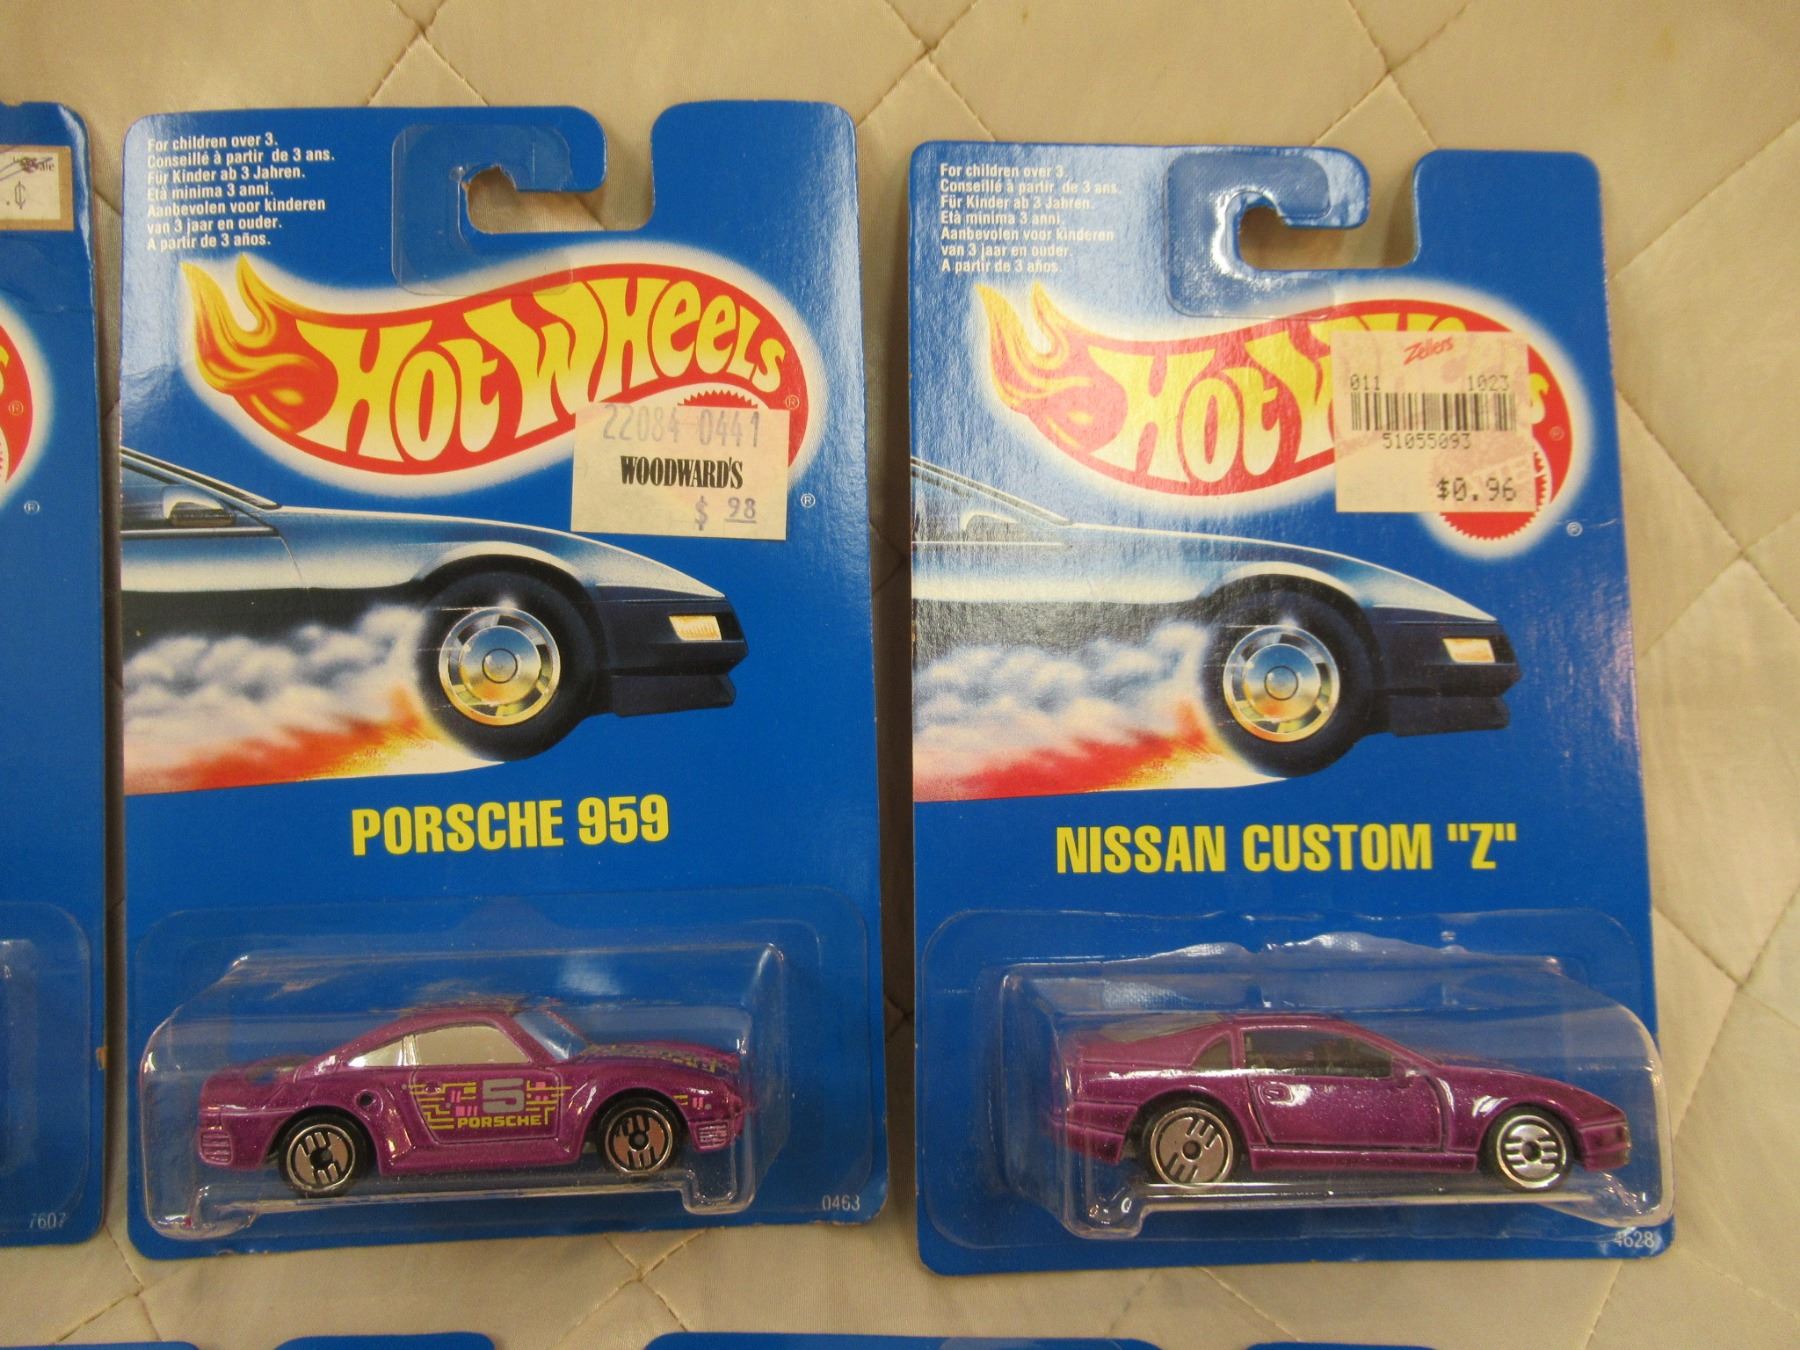 ¢
7607
For children over 3.
Conseillé à partir de 3 ans.
Für Kinder ab 3 Jahren.
Età minima 3 anni.
Aanbevolen voor kinderen
van 3 jaar en ouder.
A partir de 3 años.
HOT WHEELS
®
22084 0441
WOODWARD'S
$ .98
®
PORSCHE 959
5
PORSCHE
0463
For children over 3.
Conseillé à partir de 3 ans.
Für Kinder ab 3 Jahren.
Età minima 3 anni.
Aanbevolen voor kinderen
van 3 jaar en ouder.
A partir de 3 años.
HOT
Zellers
011 1023
51055093
$0.96
®
®
NISSAN CUSTOM "Z"
4628